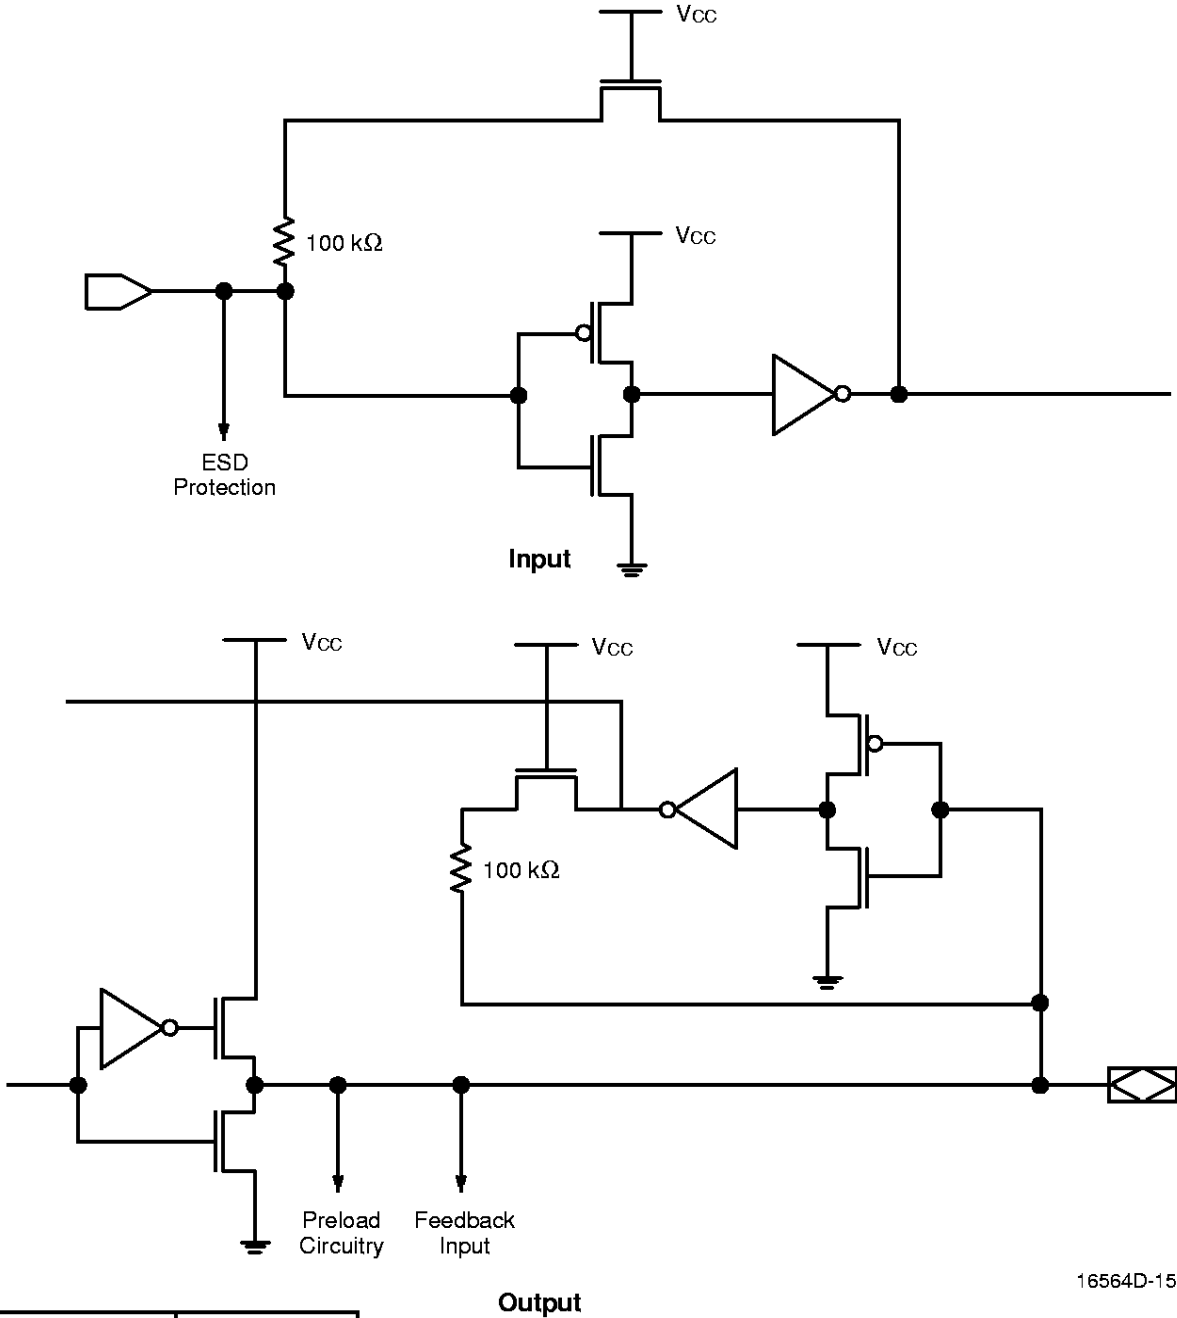 VCC
100 kΩ
VCC
ESD
Protection
Input
VCC
VCC
VCC
100 kΩ
Preload
Circuitry
Feedback
Input
16564D-15
Output